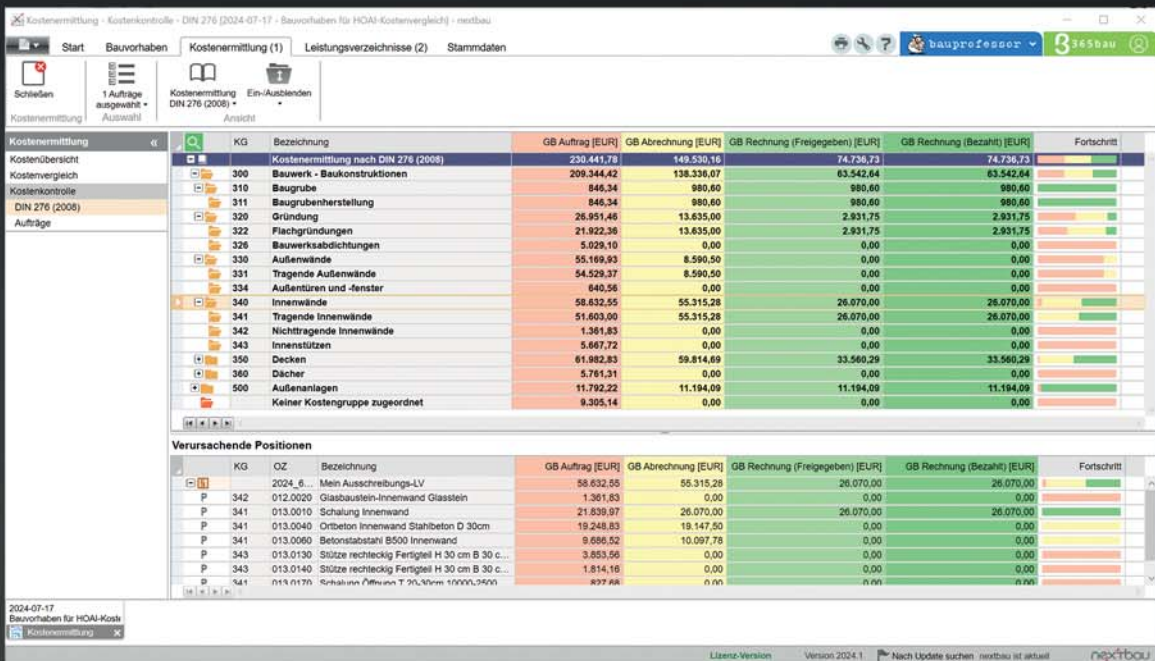 Kostenermittlung - Kostenkontrolle - DIN 276 [2024-07-17 - Bauvorhaben für HOAI-Kostenvergleich] - nextbau
Start Bauvorhaben Kostenermittlung (1) Leistungsverzeichnisse (2) Stammdaten
bauprofessor 365bau
Schließen
1 Aufträge
ausgewählt
Kostenermittlung
DIN 276 (2008)
Ein-/Ausblenden
Kostenermittlung Auswahl Ansicht
Kostenermittlung «
Kostenübersicht
Kostenvergleich
Kostenkontrolle
DIN 276 (2008)
Aufträge
KG Bezeichnung GB Auftrag [EUR] GB Abrechnung [EUR] GB Rechnung (Freigegeben) [EUR] GB Rechnung (Bezahlt) [EUR] Fortschritt
Kostenermittlung nach DIN 276 (2008) 230.441,78 149.530,16 74.736,73 74.736,73
300 Bauwerk - Baukonstruktionen 209.344,42 138.336,07 63.542,64 63.542,64
310 Baugrube 846,34 980,60 980,60 980,60
311 Baugrubenherstellung 846,34 980,60 980,60 980,60
320 Gründung 26.951,46 13.635,00 2.931,75 2.931,75
322 Flachgründungen 21.922,36 13.635,00 2.931,75 2.931,75
326 Bauwerksabdichtungen 5.029,10 0,00 0,00 0,00
330 Außenwände 55.169,93 8.590,50 0,00 0,00
331 Tragende Außenwände 54.529,37 8.590,50 0,00 0,00
334 Außentüren und -fenster 640,56 0,00 0,00 0,00
340 Innenwände 58.632,55 55.315,28 26.070,00 26.070,00
341 Tragende Innenwände 51.603,00 55.315,28 26.070,00 26.070,00
342 Nichttragende Innenwände 1.361,83 0,00 0,00 0,00
343 Innenstützen 5.667,72 0,00 0,00 0,00
350 Decken 61.982,83 59.814,69 33.560,29 33.560,29
360 Dächer 5.761,31 0,00 0,00 0,00
500 Außenanlagen 11.792,22 11.194,09 11.194,09 11.194,09
Keiner Kostengruppe zugeordnet 9.305,14 0,00 0,00 0,00
Verursachende Positionen
KG OZ Bezeichnung GB Auftrag [EUR] GB Abrechnung [EUR] GB Rechnung (Freigegeben) [EUR] GB Rechnung (Bezahlt) [EUR] Fortschritt
2024_6... Mein Ausschreibungs-LV 58.632,55 55.315,28 26.070,00 26.070,00
P 342 012.0020 Glasbaustein-Innenwand Glasstein 1.361,83 0,00 0,00 0,00
P 341 013.0010 Schalung Innenwand 21.839,97 26.070,00 26.070,00 26.070,00
P 341 013.0040 Ortbeton Innenwand Stahlbeton D 30cm 19.248,83 19.147,50 0,00 0,00
P 341 013.0060 Betonstabstahl B500 Innenwand 9.686,52 10.097,78 0,00 0,00
P 343 013.0130 Stütze rechteckig Fertigteil H 30 cm B 30 c... 3.853,56 0,00 0,00 0,00
P 343 013.0140 Stütze rechteckig Fertigteil H 30 cm B 30 c... 1.814,16 0,00 0,00 0,00
P 341 013.0170 Schalung Öffnung T 20-30cm 10000-2500 827,68 0,00 0,00 0,00
2024-07-17
Bauvorhaben für HOAI-Koste
Kostenermittlung x
Lizenz-Version Version 2024.1 Nach Update suchen nextbau ist aktuell nextbau